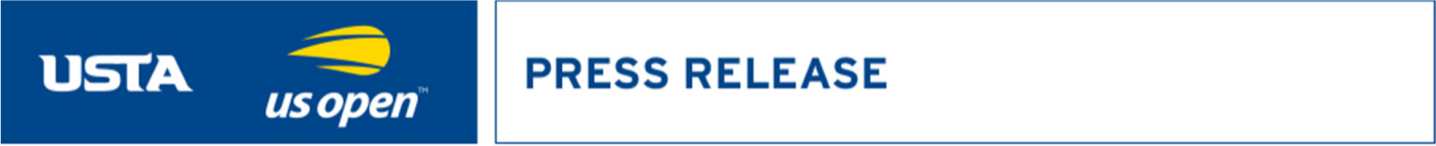 USTA
us open™
PRESS RELEASE